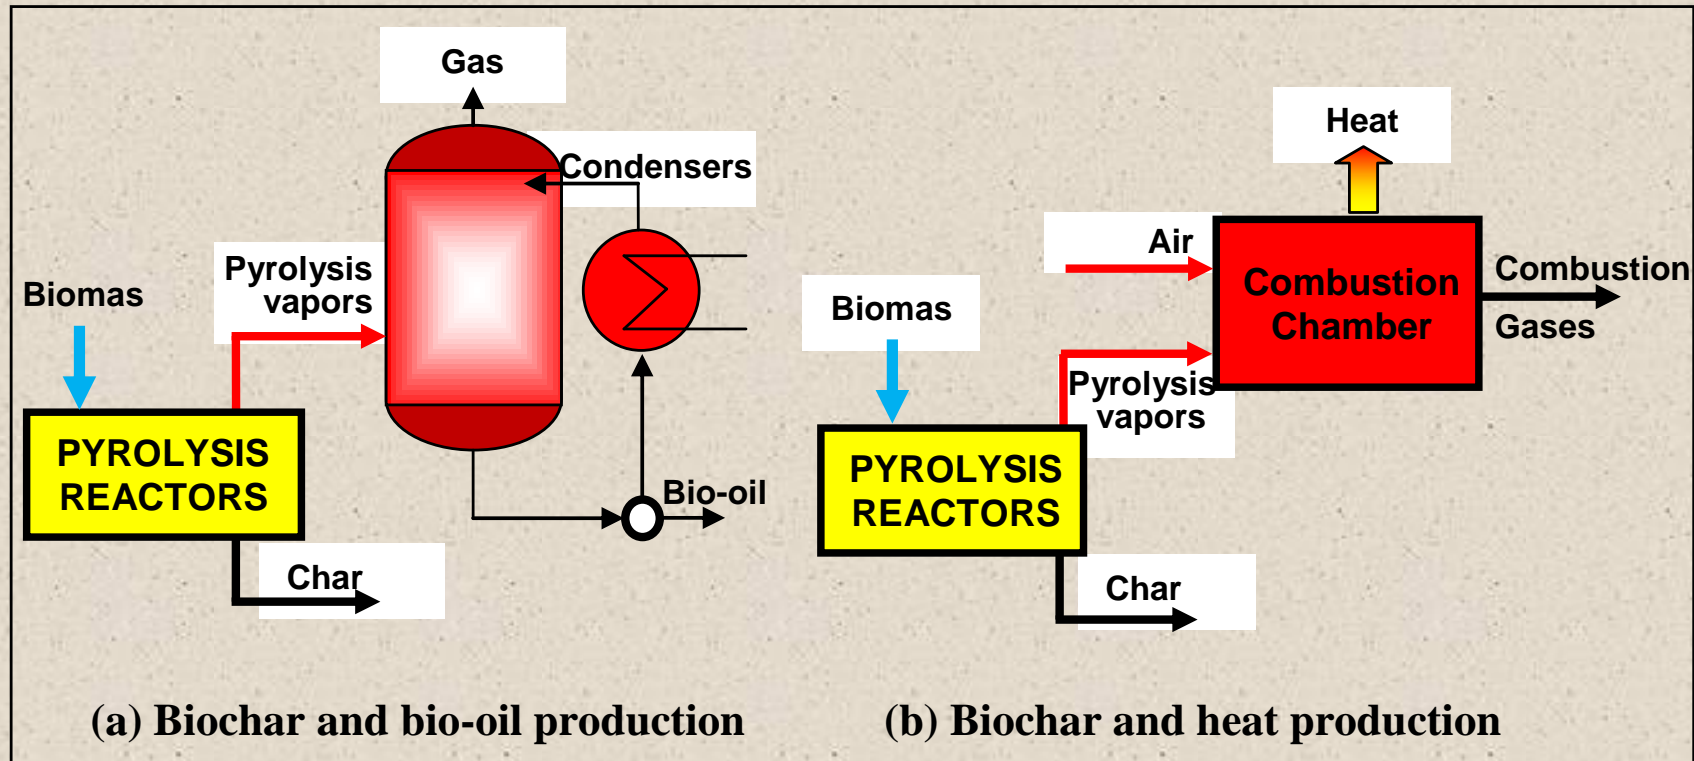 Gas
Condensers
Pyrolysis
vapors
Biomas
PYROLYSIS
REACTORS
Bio-oil
Char
(a) Biochar and bio-oil production
Heat
Air
Combustion
Chamber
Combustion
Gases
Biomas
Pyrolysis
vapors
PYROLYSIS
REACTORS
Char
(b) Biochar and heat production